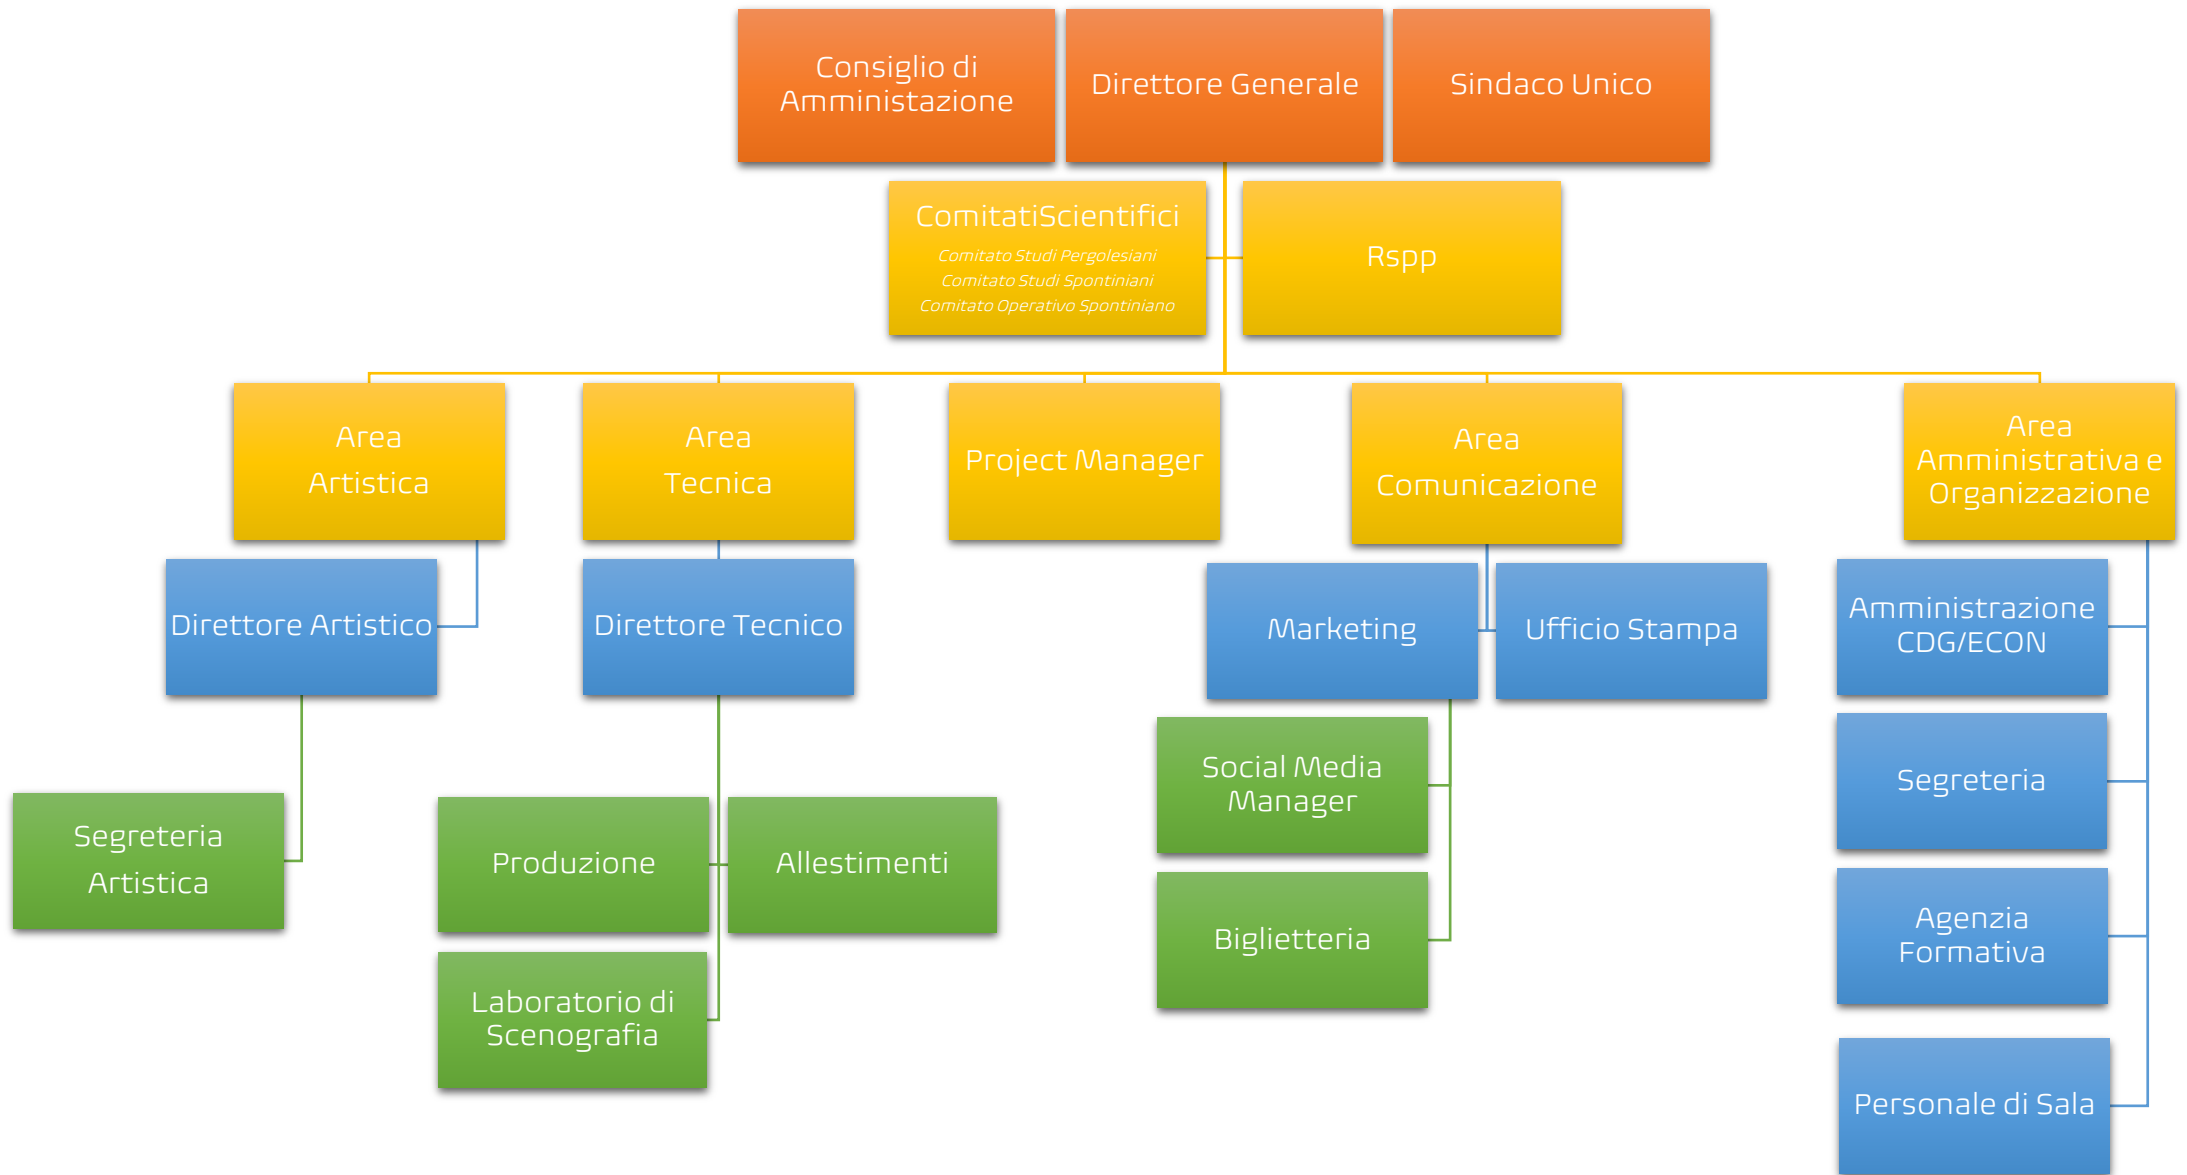 Consiglio di
Amministazione
Direttore Generale
Sindaco Unico
ComitatiScientifici
Comitato Studi Pergolesiani
Comitato Studi Spontiniani
Comitato Operativo Spontiniano
Rspp
Area
Artistica
Area
Tecnica
Project Manager
Area
Comunicazione
Area
Amministrativa e
Organizzazione
Direttore Artistico
Direttore Tecnico
Marketing
Ufficio Stampa
Amministrazione
CDG/ECON
Segreteria
Artistica
Produzione
Allestimenti
Laboratorio di
Scenografia
Social Media
Manager
Biglietteria
Segreteria
Agenzia
Formativa
Personale di Sala